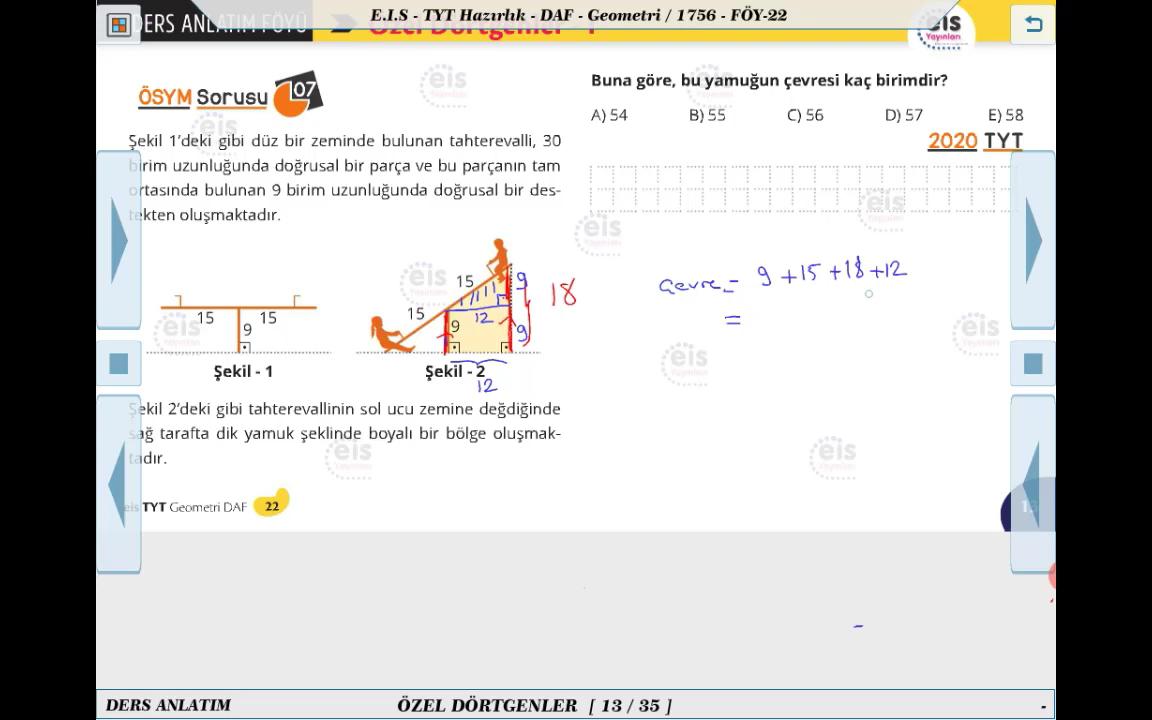 E.I.S - TYT Hazırlık - DAF - Geometri / 1756 - FÖY-22
DERS ANLATIM FÖYÜ
Özel Dörtgenler - I
eis
Yayınları
ÖSYM Sorusu 107
Şekil 1'deki gibi düz bir zeminde bulunan tahterevalli, 30
birim uzunluğunda doğrusal bir parça ve bu parçanın tam
ortasında bulunan 9 birim uzunluğunda doğrusal bir des-
tekten oluşmaktadır.
15 15
9
Şekil - 1
15
15
9
9
9
12
12
18
Şekil - 2
Şekil 2'deki gibi tahterevallinin sol ucu zemine değdiğinde
sağ tarafta dik yamuk şeklinde boyalı bir bölge oluşmak-
tadır.
eis TYT Geometri DAF 22
Buna göre, bu yamuğun çevresi kaç birimdir?
A) 54 B) 55 C) 56 D) 57 E) 58
2020 TYT
Çevre = 9 + 15 + 18 + 12
=
13
DERS ANLATIM ÖZEL DÖRTGENLER [ 13 / 35 ] -